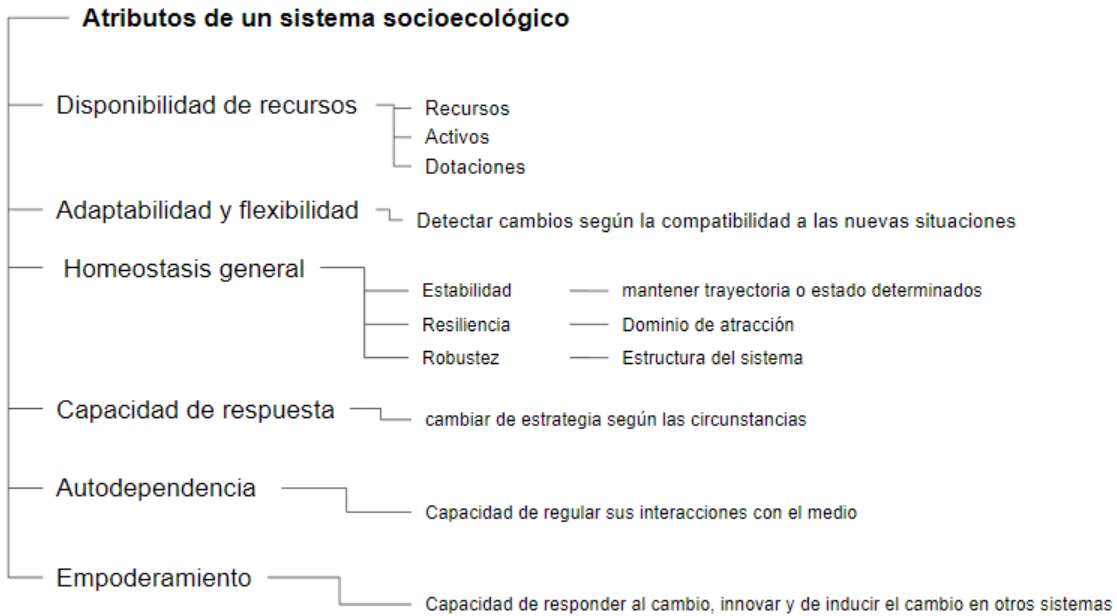 Atributos de un sistema socioecológico
Disponibilidad de recursos
Recursos
Activos
Dotaciones
Adaptabilidad y flexibilidad
Detectar cambios según la compatibilidad a las nuevas situaciones
Homeostasis general
Estabilidad mantener trayectoria o estado determinados
Resiliencia Dominio de atracción
Robustez Estructura del sistema
Capacidad de respuesta
cambiar de estrategia según las circunstancias
Autodependencia
Capacidad de regular sus interacciones con el medio
Empoderamiento
Capacidad de responder al cambio, innovar y de inducir el cambio en otros sistemas